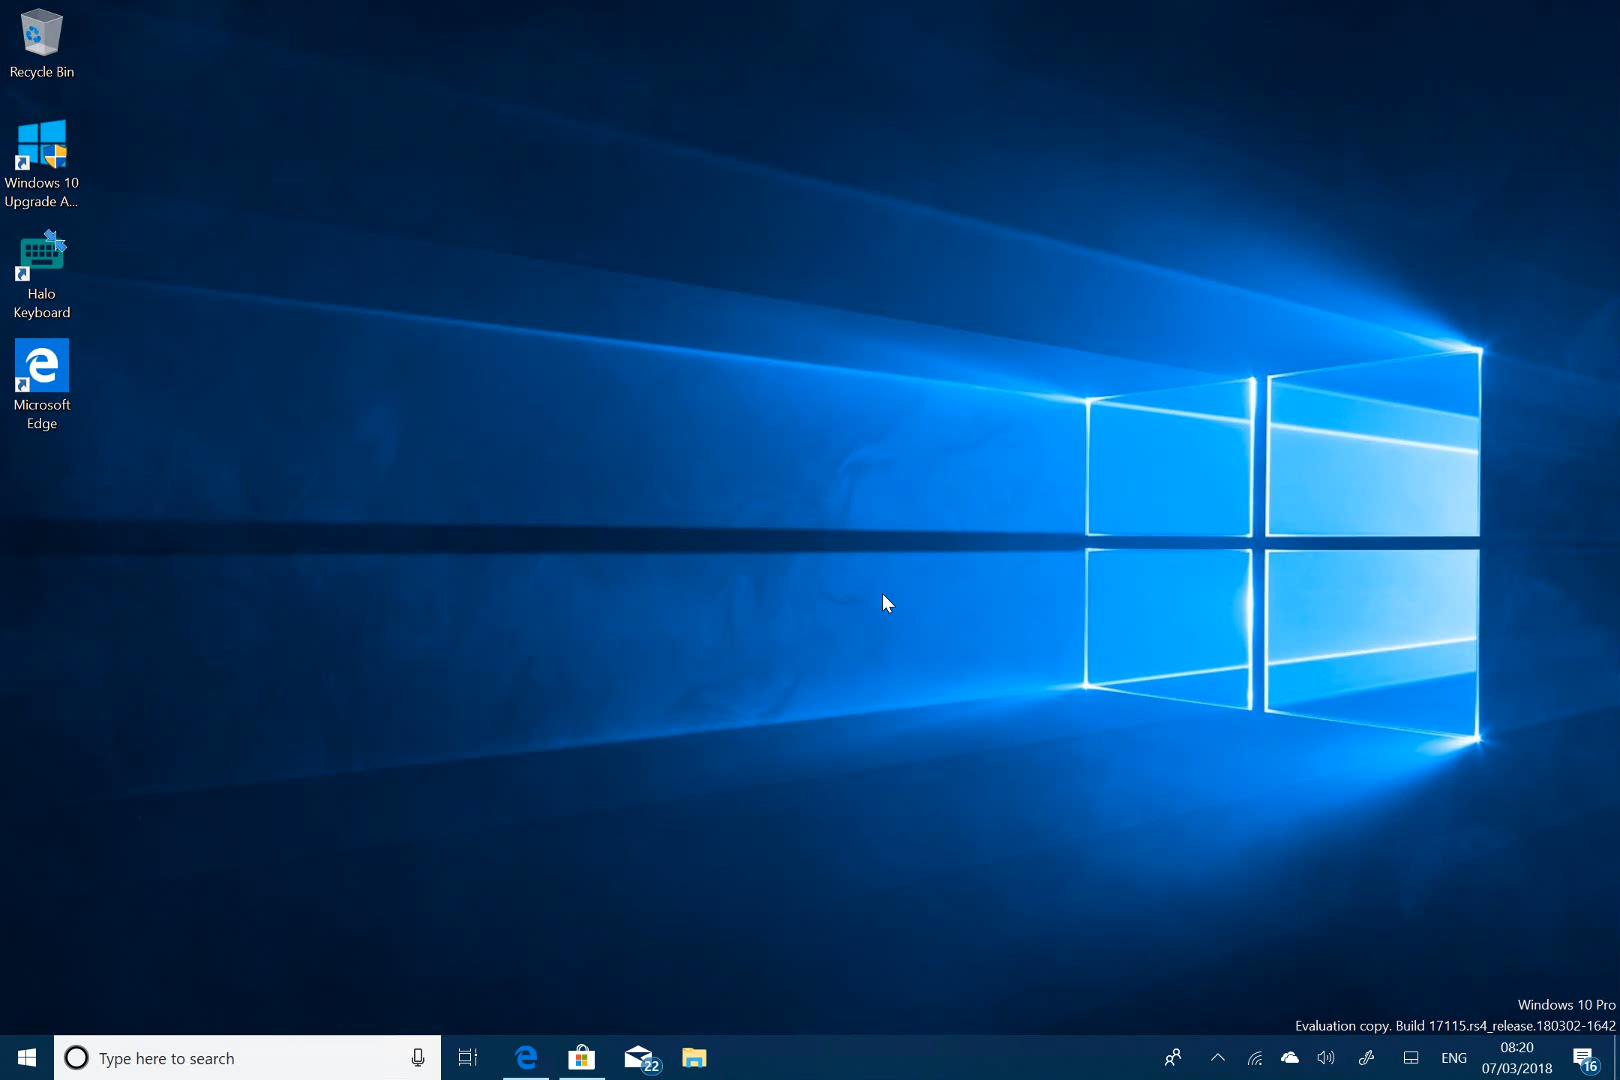 Recycle Bin
Windows 10
Upgrade A...
Halo
Keyboard
Microsoft
Edge
Windows 10 Pro
Evaluation copy. Build 17115.rs4_release.180302-1642
Type here to search
22
ENG
08:20
07/03/2018
16